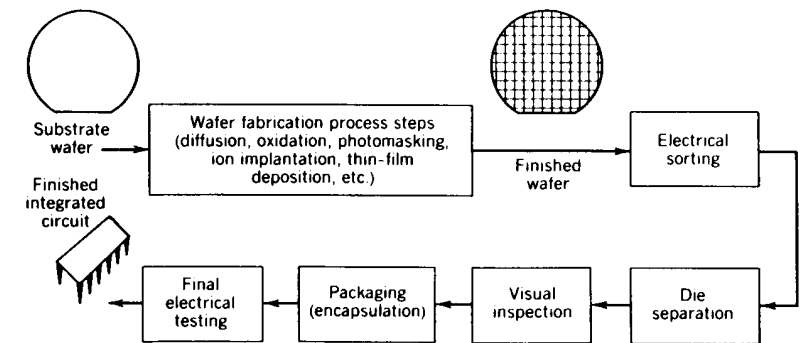 Substrate
wafer
Wafer fabrication process steps
(diffusion, oxidation, photomasking,
ion implantation, thin-film
deposition, etc.)
Finished
wafer
Electrical
sorting
Finished
integrated
circuit
Final
electrical
testing
Packaging
(encapsulation)
Visual
inspection
Die
separation